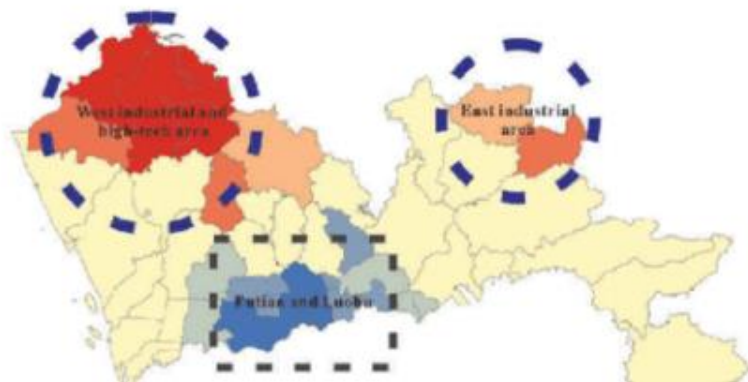 West industrial and
high-tech area
East industrial
area
Futian and Luohu